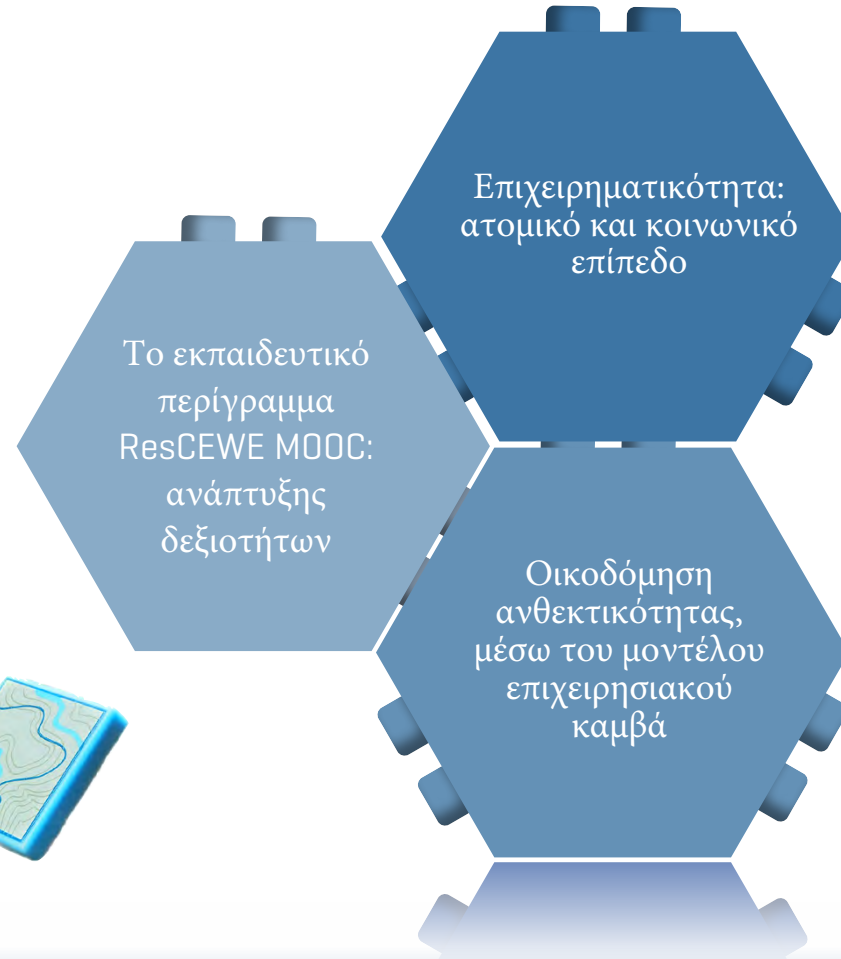 Επιχειρηματικότητα:
ατομικό και κοινωνικό
επίπεδο
Το εκπαιδευτικό
περίγραμμα
ResCEWE MOOC:
ανάπτυξης
δεξιοτήτων
Οικοδόμηση
ανθεκτικότητας,
μέσω του μοντέλου
επιχειρησιακού
καμβά